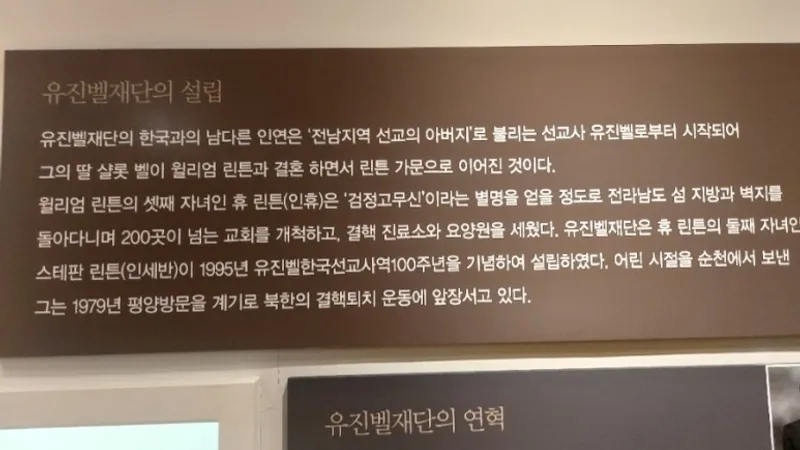 유진벨재단의 설립
유진벨재단의 한국과의 남다른 인연은 ‘전남지역 선교의 아버지’로 불리는 선교사 유진벨로부터 시작되어
그의 딸 샬롯 벨이 윌리엄 린튼과 결혼 하면서 린튼 가문으로 이어진 것이다.
윌리엄 린튼의 셋째 자녀인 휴 린튼(인휴)은 ‘검정고무신’이라는 별명을 얻을 정도로 전라남도 섬 지방과 벽지를
돌아다니며 200곳이 넘는 교회를 개척하고, 결핵 진료소와 요양원을 세웠다. 유진벨재단은 휴 린튼의 둘째 자녀인
스테판 린튼(인세반)이 1995년 유진벨한국선교사역100주년을 기념하여 설립하였다. 어린 시절을 순천에서 보낸
그는 1979년 평양방문을 계기로 북한의 결핵퇴치 운동에 앞장서고 있다.
유진벨재단의 연혁